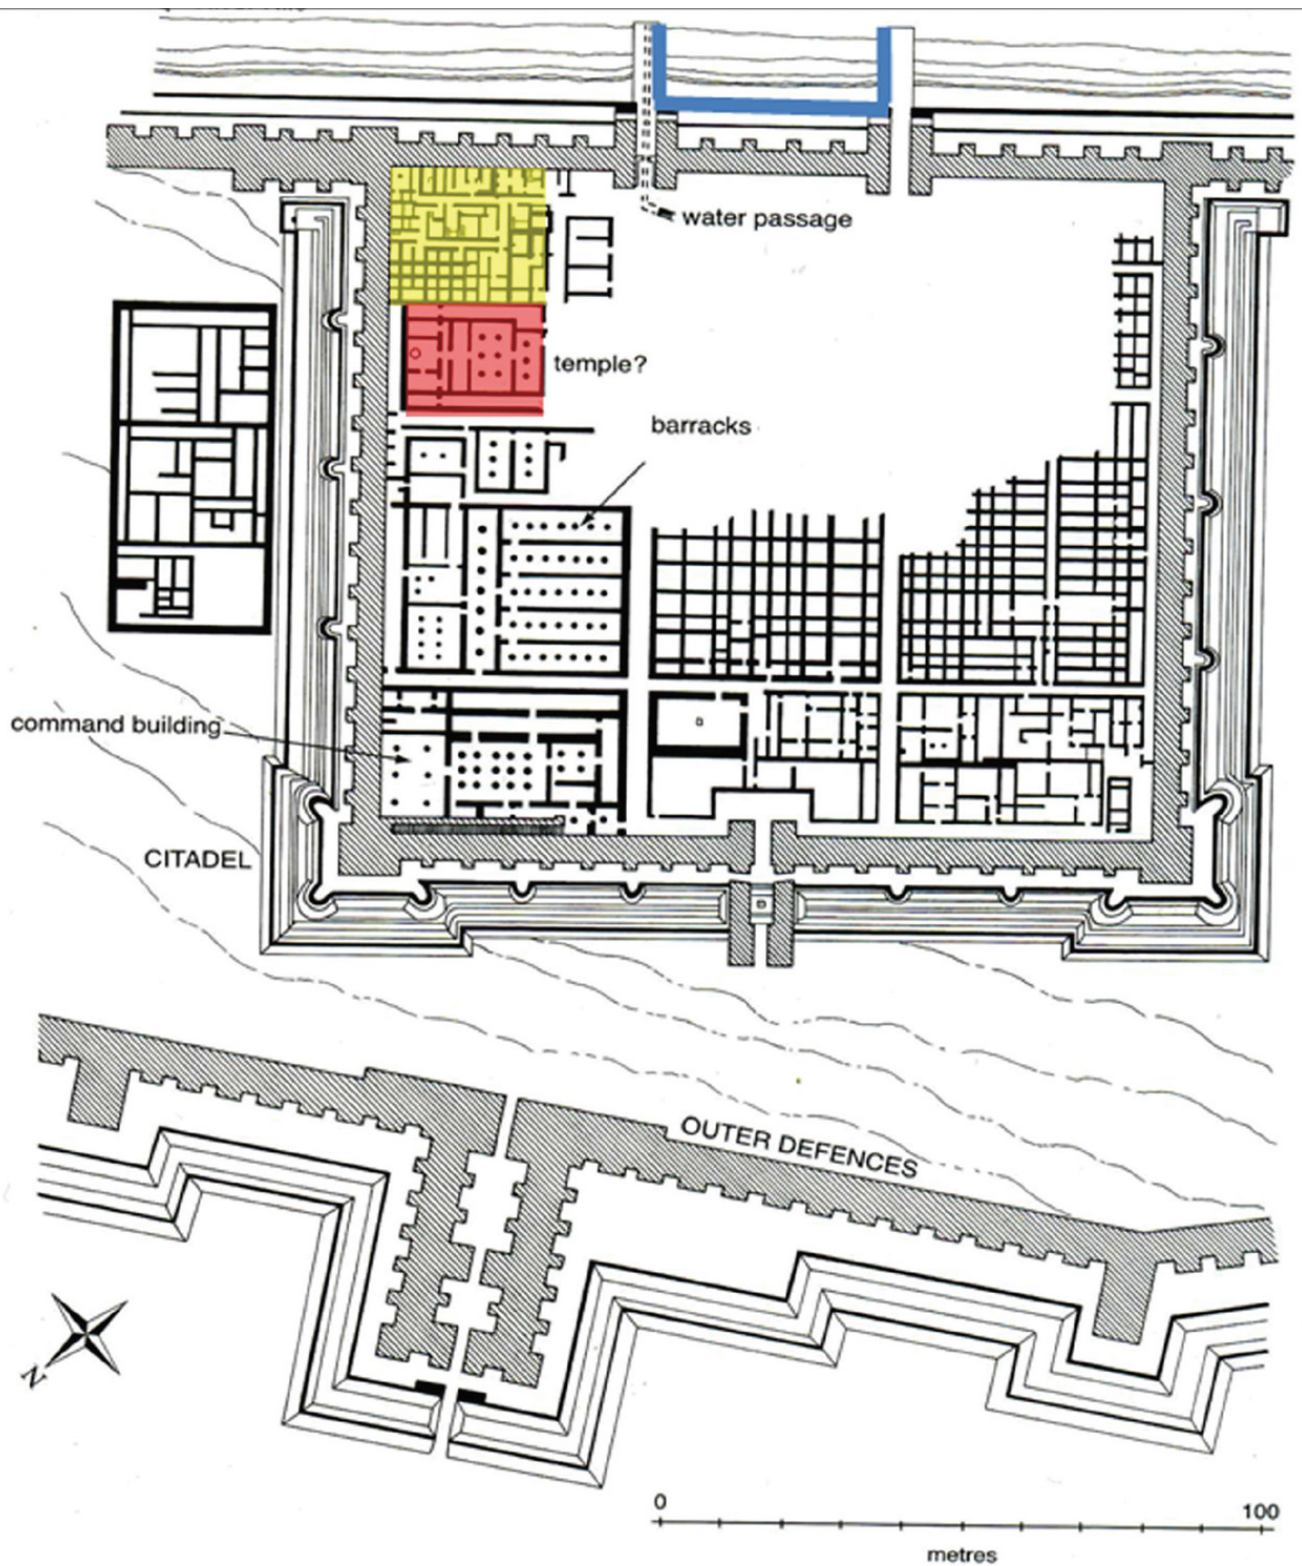 water passage
temple?
barracks
command building
CITADEL
OUTER DEFENCES
N
0 100
metres